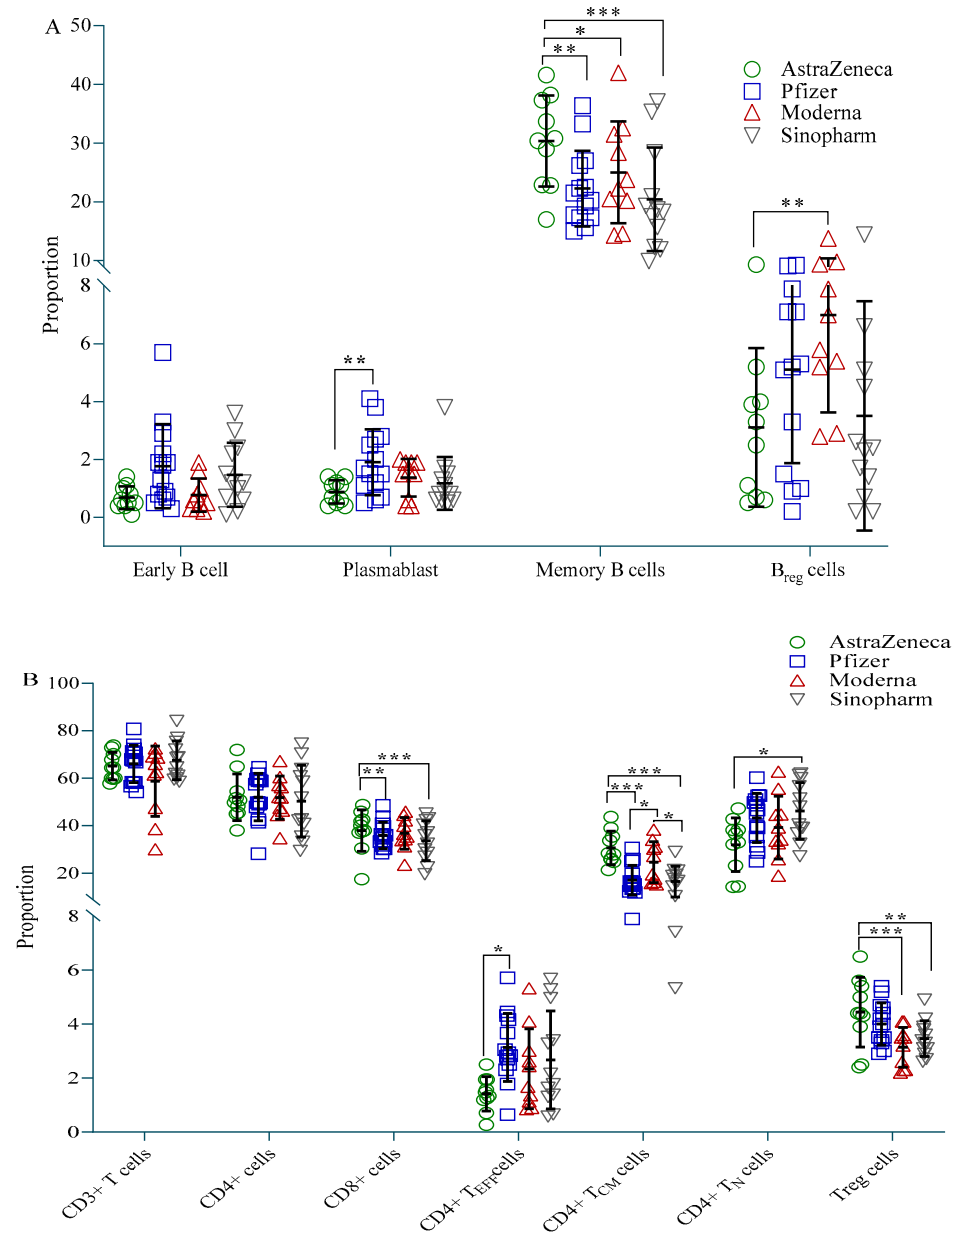 A
50
40
30
20
10
8
6
4
2
0
Proportion
***
*
**
**
**
AstraZeneca
Pfizer
Moderna
Sinopharm
Early B cell
Plasmablast
Memory B cells
Breg cells
AstraZeneca
Pfizer
Moderna
Sinopharm
B
100
80
60
40
20
8
6
4
2
0
Proportion
***
**
*
***
***
*
*
*
**
***
CD3+ T cells
CD4+ cells
CD8+ cells
CD4+ TEFFcells
CD4+ TCM cells
CD4+ TN cells
Treg cells